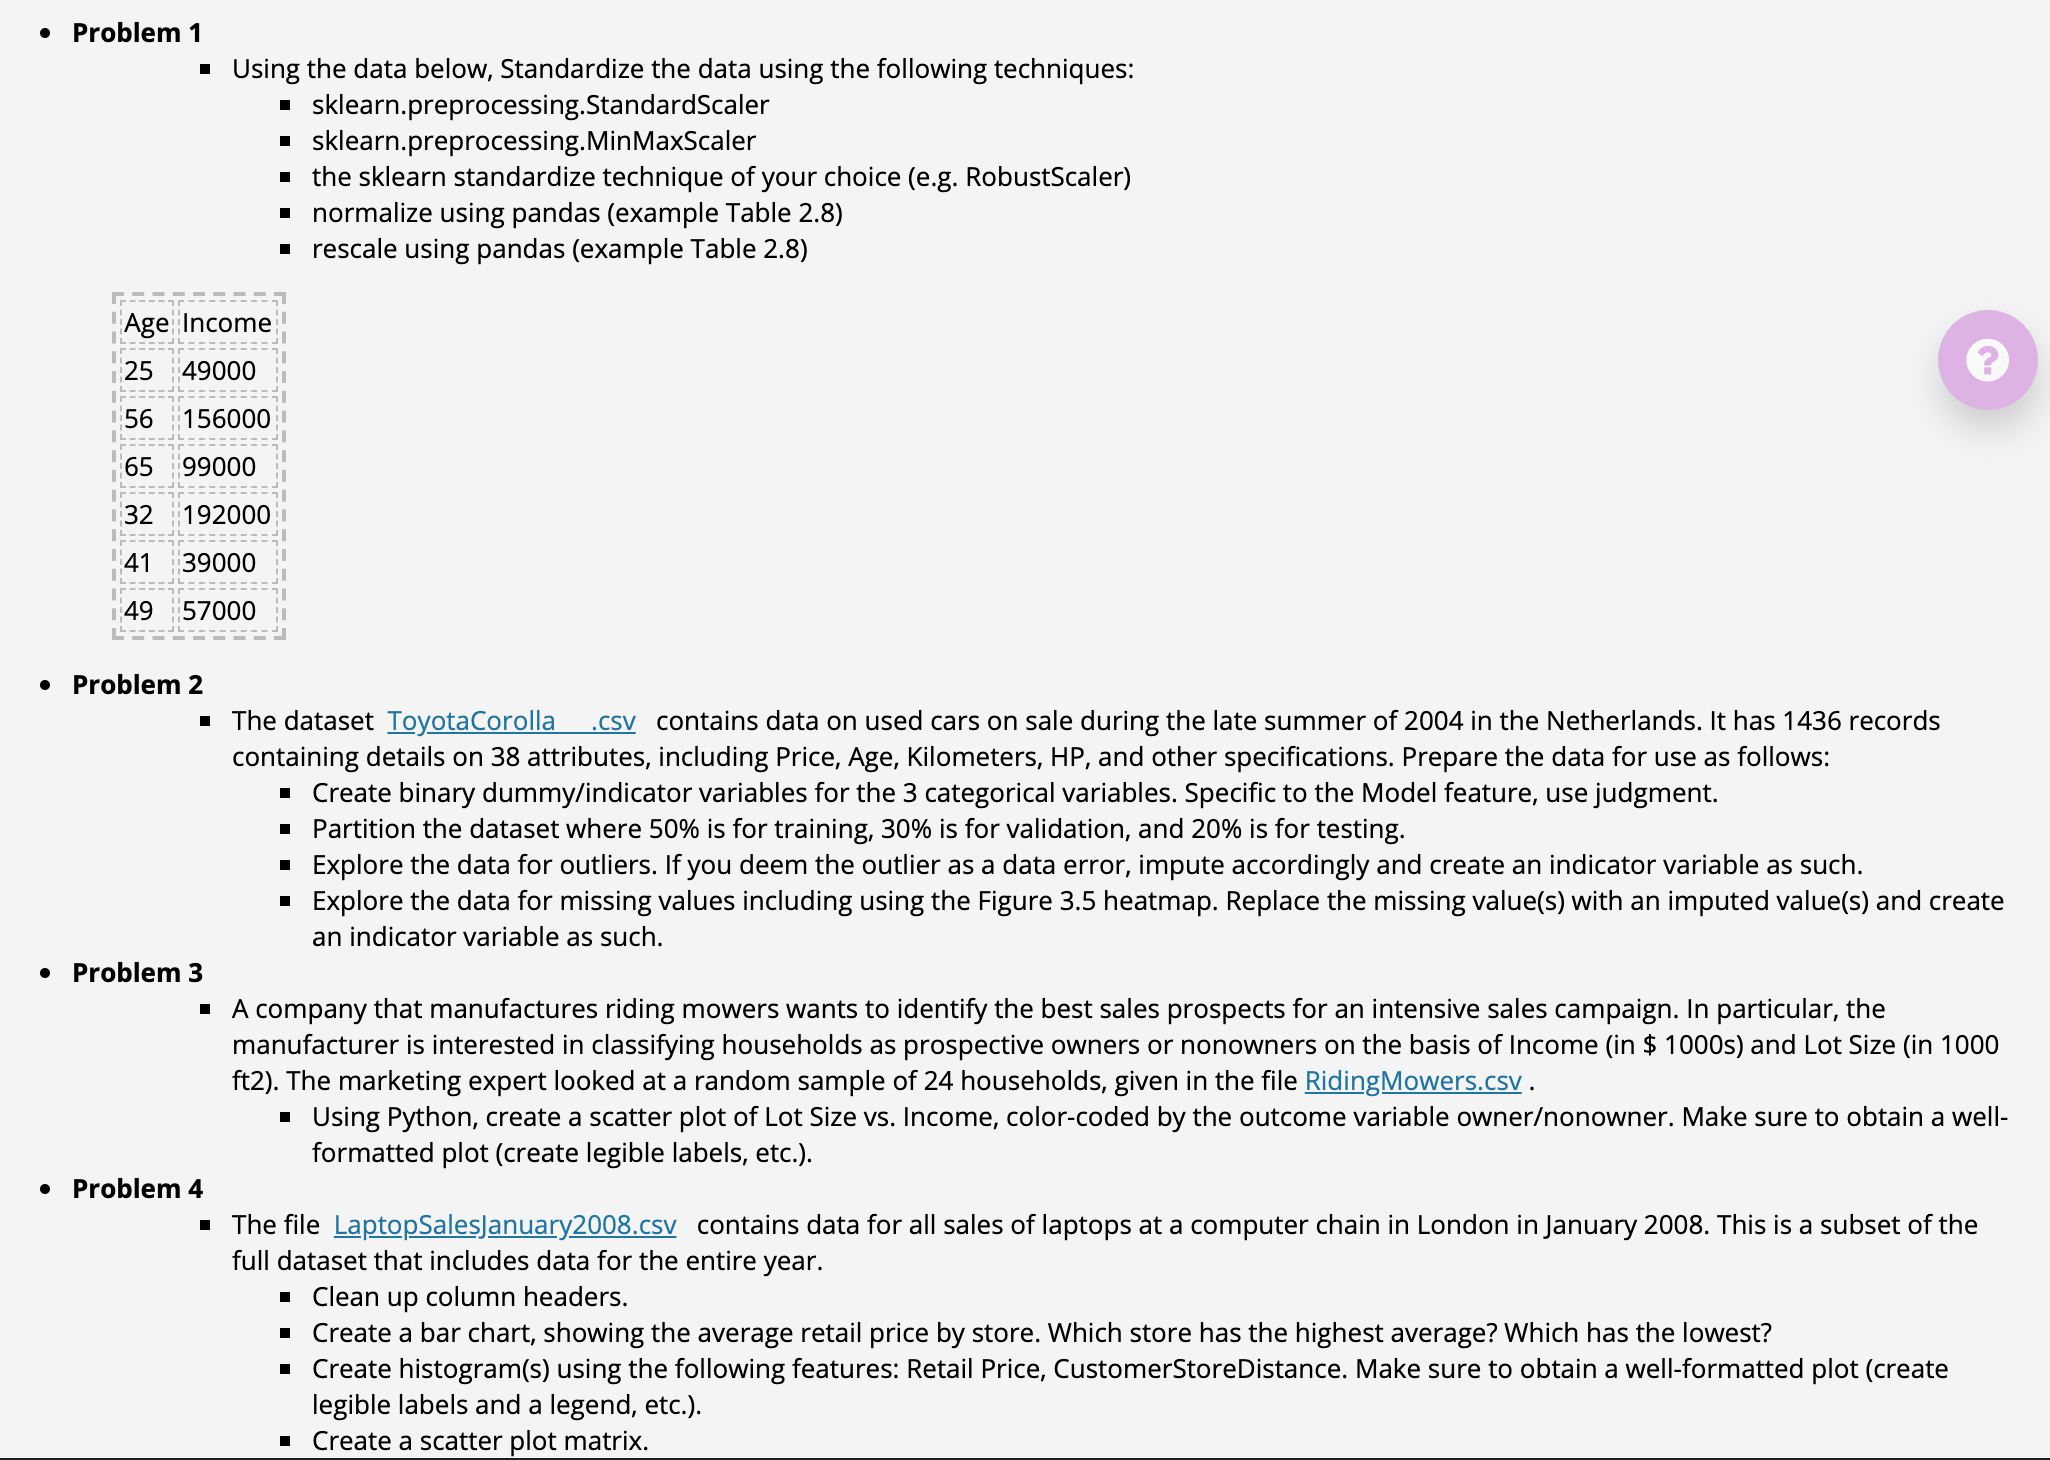 Problem 1
Using the data below, Standardize the data using the following techniques:
sklearn.preprocessing.StandardScaler
sklearn.preprocessing.MinMaxScaler
the sklearn standardize technique of your choice (e.g. RobustScaler)
normalize using pandas (example Table 2.8)
rescale using pandas (example Table 2.8)
Age Income
25 49000
56 156000
65 99000
32 192000
41 39000
49 57000
?
Problem 2
The dataset ToyotaCorolla .csv contains data on used cars on sale during the late summer of 2004 in the Netherlands. It has 1436 records
containing details on 38 attributes, including Price, Age, Kilometers, HP, and other specifications. Prepare the data for use as follows:
Create binary dummy/indicator variables for the 3 categorical variables. Specific to the Model feature, use judgment.
Partition the dataset where 50% is for training, 30% is for validation, and 20% is for testing.
Explore the data for outliers. If you deem the outlier as a data error, impute accordingly and create an indicator variable as such.
Explore the data for missing values including using the Figure 3.5 heatmap. Replace the missing value(s) with an imputed value(s) and create
an indicator variable as such.
Problem 3
A company that manufactures riding mowers wants to identify the best sales prospects for an intensive sales campaign. In particular, the
manufacturer is interested in classifying households as prospective owners or nonowners on the basis of Income (in $ 1000s) and Lot Size (in 1000
ft2). The marketing expert looked at a random sample of 24 households, given in the file RidingMowers.csv .
Using Python, create a scatter plot of Lot Size vs. Income, color-coded by the outcome variable owner/nonowner. Make sure to obtain a well-
formatted plot (create legible labels, etc.).
Problem 4
The file LaptopSalesJanuary2008.csv contains data for all sales of laptops at a computer chain in London in January 2008. This is a subset of the
full dataset that includes data for the entire year.
Clean up column headers.
Create a bar chart, showing the average retail price by store. Which store has the highest average? Which has the lowest?
Create histogram(s) using the following features: Retail Price, CustomerStoreDistance. Make sure to obtain a well-formatted plot (create
legible labels and a legend, etc.).
Create a scatter plot matrix.